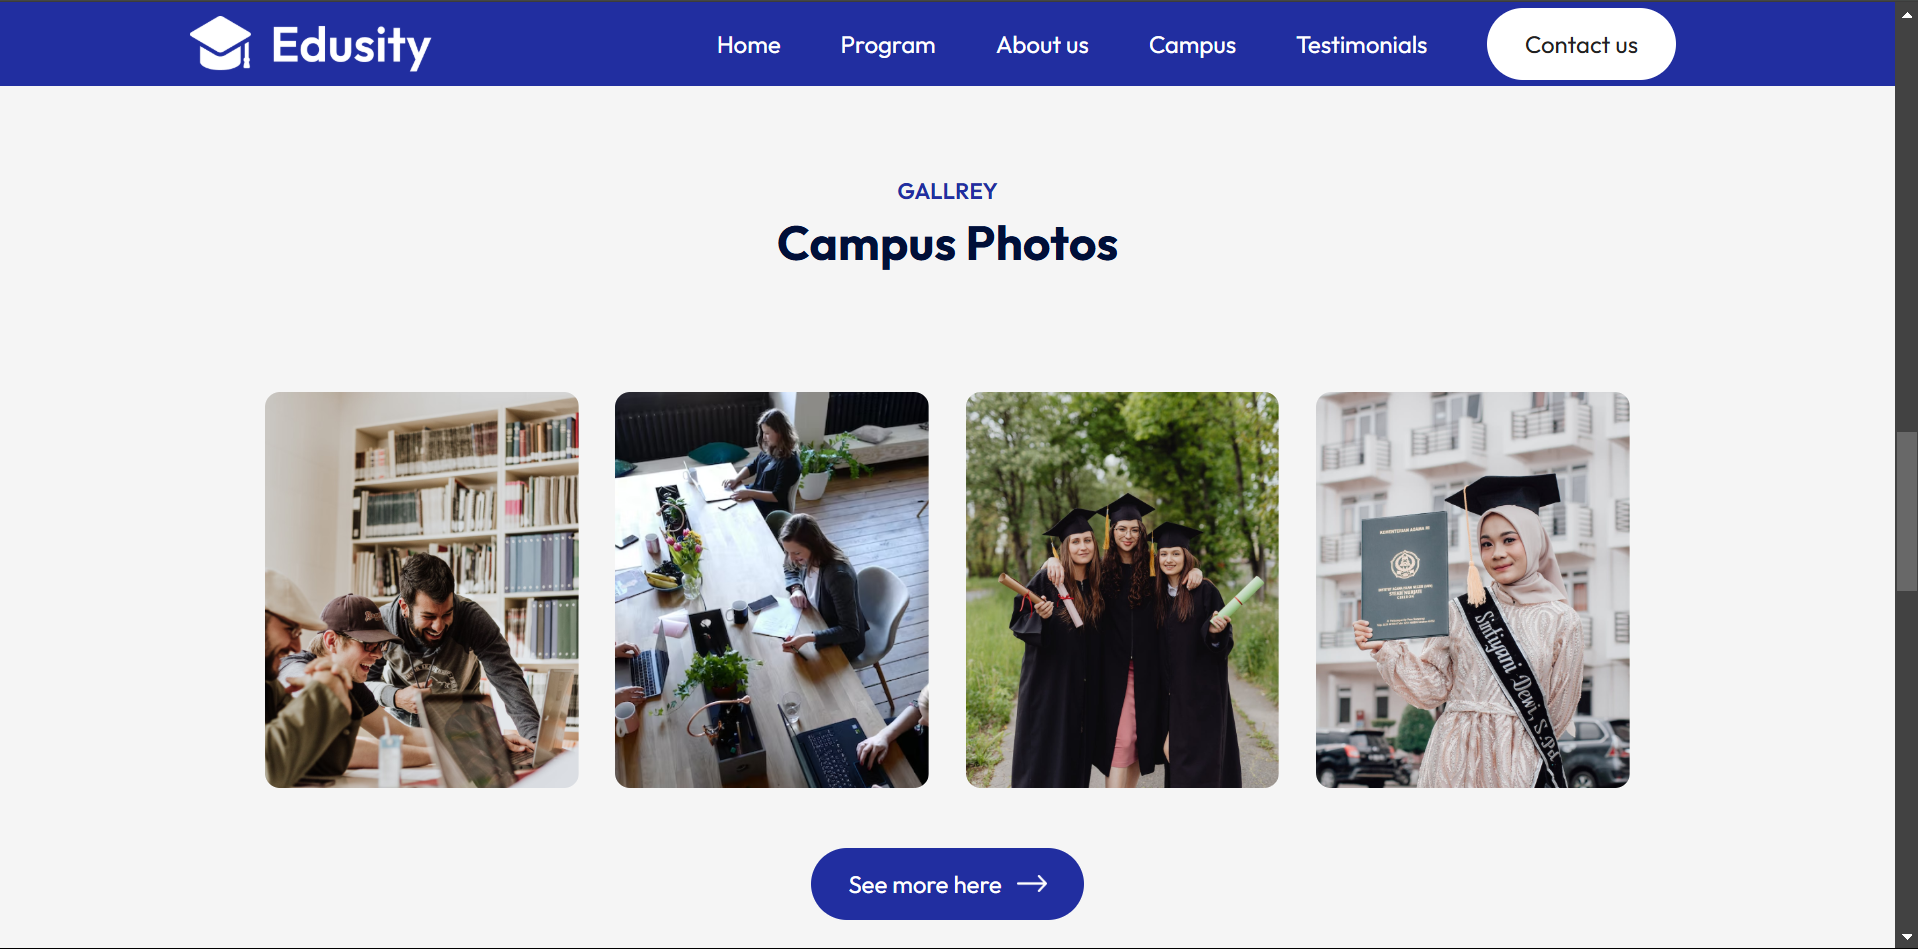 Edusity
Home
Program
About us
Campus
Testimonials
Contact us
GALLREY
Campus Photos
KEMENTERIAN AGAMA RI
Sintiyani Dewi, S.Pd
See more here